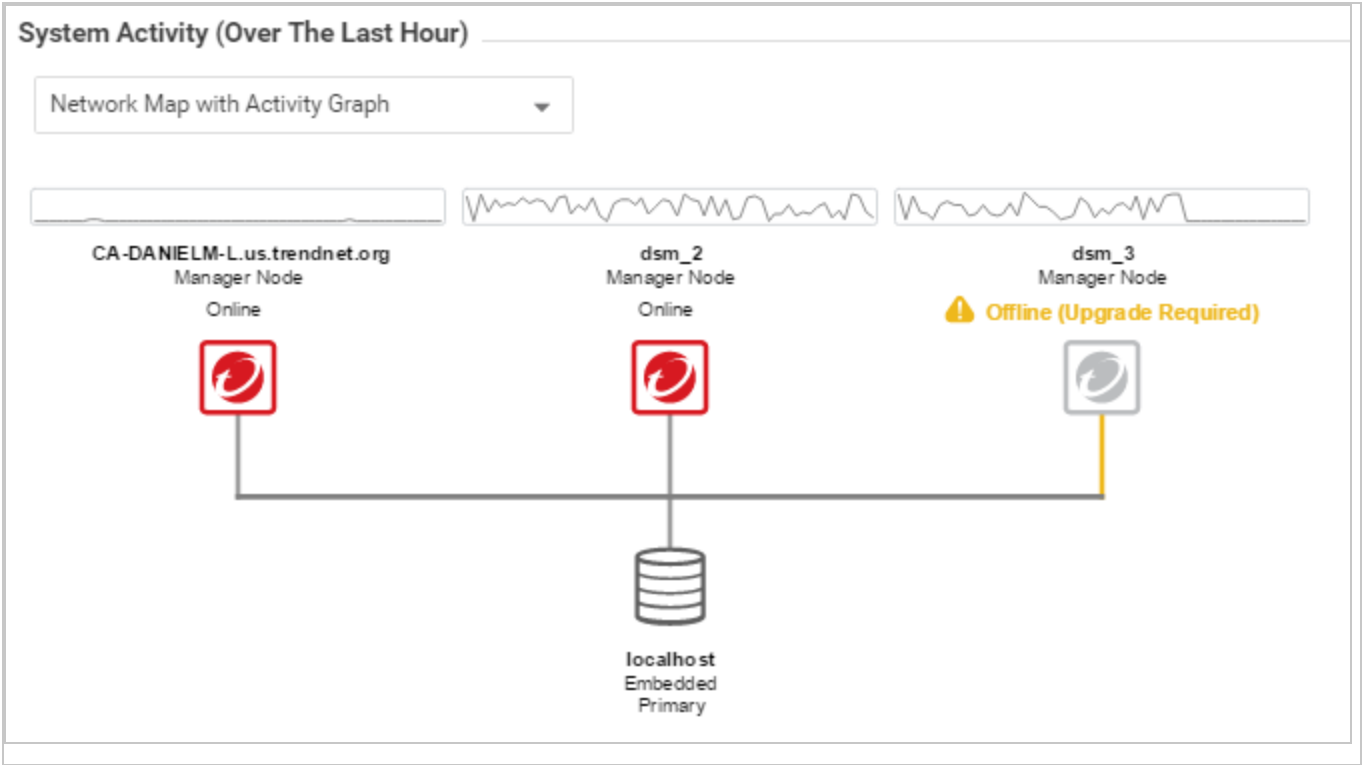 System Activity (Over The Last Hour)
Network Map with Activity Graph
CA-DANIELM-L.us.trendnet.org
Manager Node
Online
dsm_2
Manager Node
Online
dsm_3
Manager Node
Offline (Upgrade Required)
localhost
Embedded
Primary